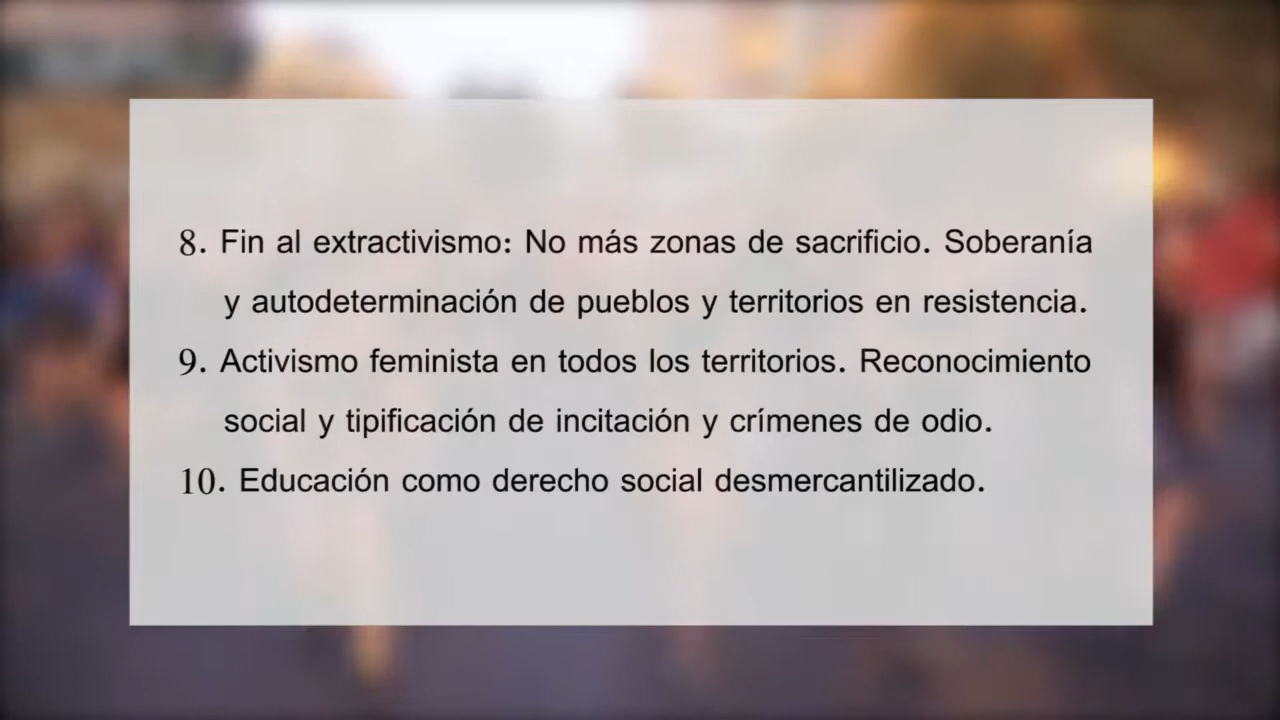 8. Fin al extractivismo: No más zonas de sacrificio. Soberanía
y autodeterminación de pueblos y territorios en resistencia.
9. Activismo feminista en todos los territorios. Reconocimiento
social y tipificación de incitación y crímenes de odio.
10. Educación como derecho social desmercantilizado.